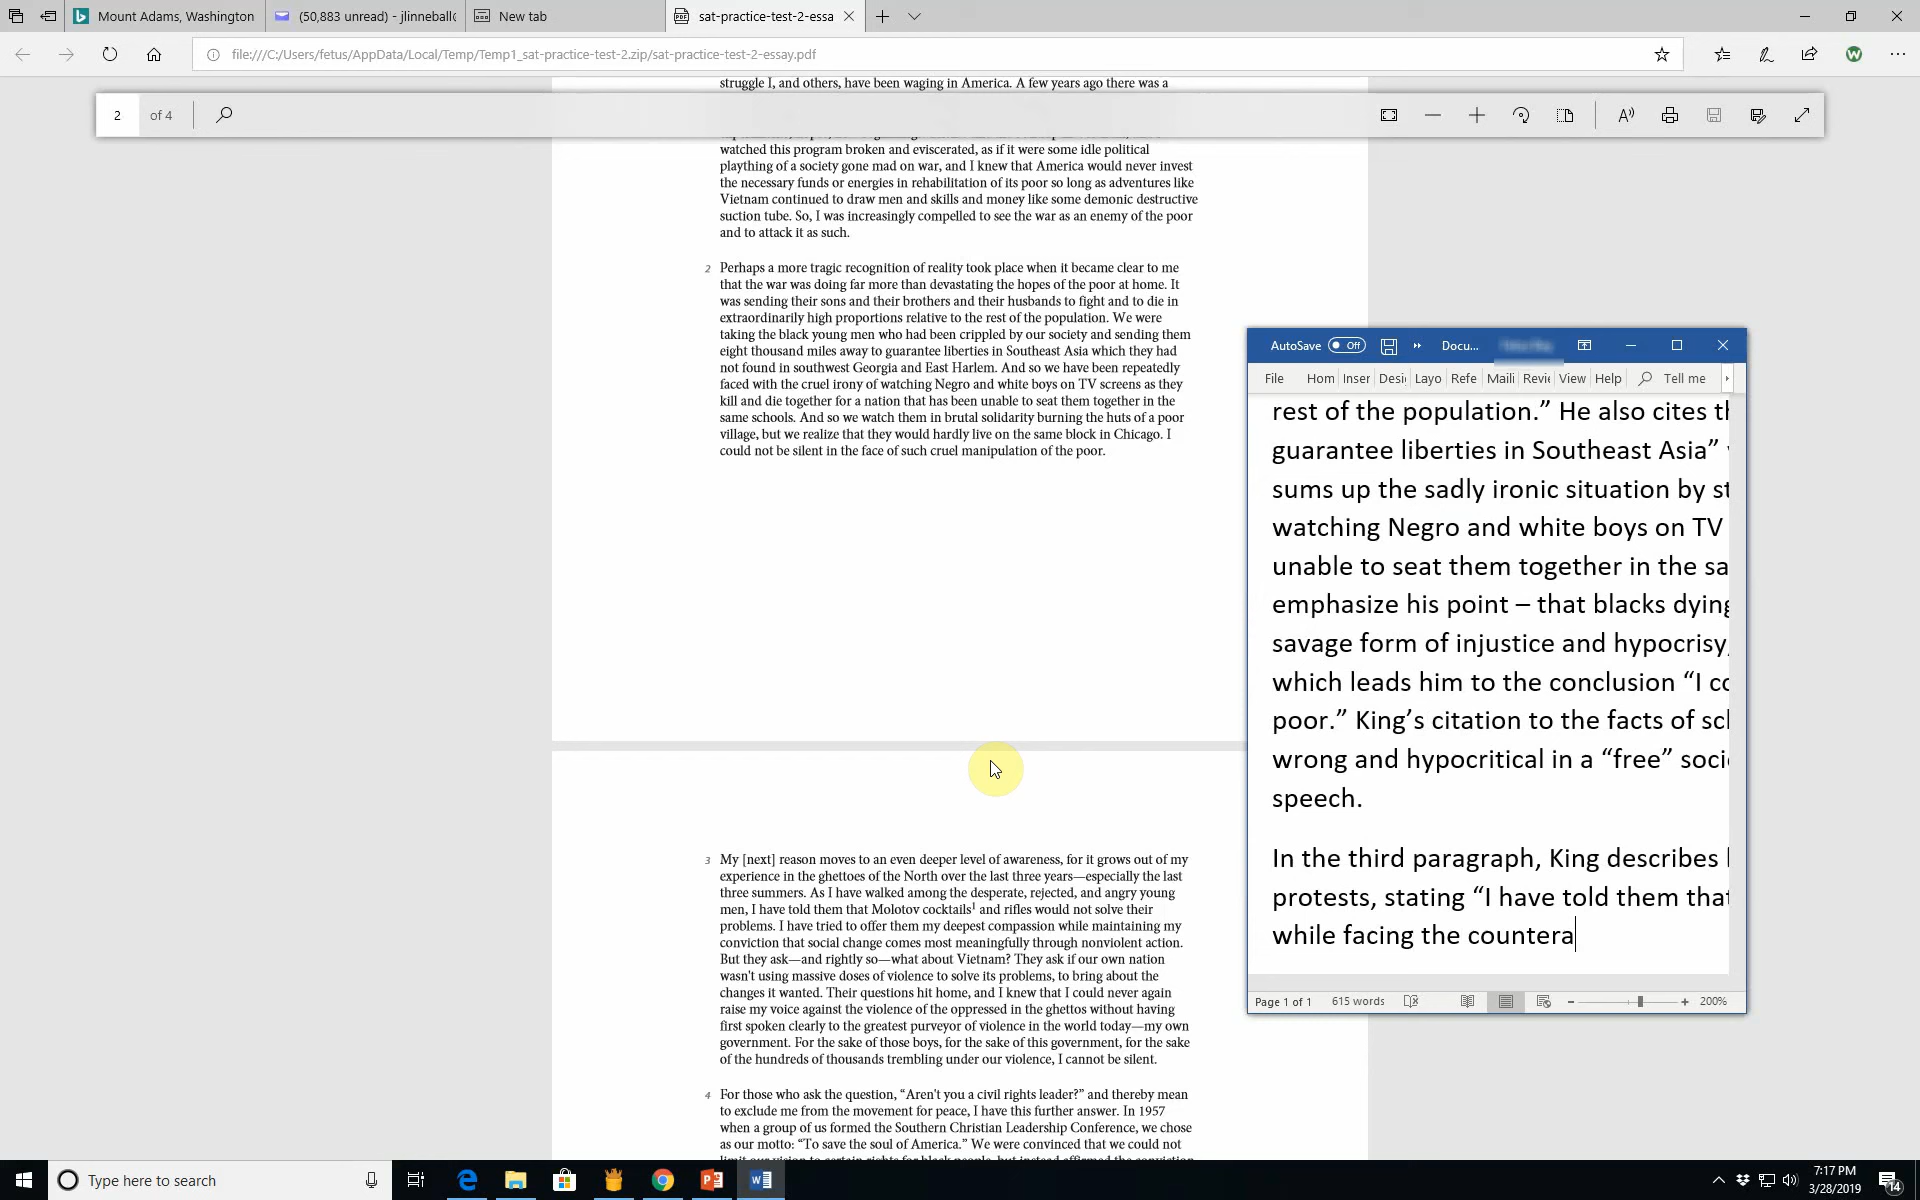 Mount Adams, Washington
(50,883 unread) - jlinneball
New tab
sat-practice-test-2-essa
file:///C:/Users/fetus/AppData/Local/Temp/Temp1_sat-practice-test-2.zip/sat-practice-test-2-essay.pdf
W
struggle I, and others, have been waging in America. A few years ago there was a
2 of 4
watched this program broken and eviscerated, as if it were some idle political
plaything of a society gone mad on war, and I knew that America would never invest
the necessary funds or energies in rehabilitation of its poor so long as adventures like
Vietnam continued to draw men and skills and money like some demonic destructive
suction tube. So, I was increasingly compelled to see the war as an enemy of the poor
and to attack it as such.
2 Perhaps a more tragic recognition of reality took place when it became clear to me
that the war was doing far more than devastating the hopes of the poor at home. It
was sending their sons and their brothers and their husbands to fight and to die in
extraordinarily high proportions relative to the rest of the population. We were
taking the black young men who had been crippled by our society and sending them
eight thousand miles away to guarantee liberties in Southeast Asia which they had
not found in southwest Georgia and East Harlem. And so we have been repeatedly
faced with the cruel irony of watching Negro and white boys on TV screens as they
kill and die together for a nation that has been unable to seat them together in the
same schools. And so we watch them in brutal solidarity burning the huts of a poor
village, but we realize that they would hardly live on the same block in Chicago. I
could not be silent in the face of such cruel manipulation of the poor.
3 My [next] reason moves to an even deeper level of awareness, for it grows out of my
experience in the ghettoes of the North over the last three years—especially the last
three summers. As I have walked among the desperate, rejected, and angry young
men, I have told them that Molotov cocktails1 and rifles would not solve their
problems. I have tried to offer them my deepest compassion while maintaining my
conviction that social change comes most meaningfully through nonviolent action.
But they ask—and rightly so—what about Vietnam? They ask if our own nation
wasn't using massive doses of violence to solve its problems, to bring about the
changes it wanted. Their questions hit home, and I knew that I could never again
raise my voice against the violence of the oppressed in the ghettos without having
first spoken clearly to the greatest purveyor of violence in the world today—my own
government. For the sake of those boys, for the sake of this government, for the sake
of the hundreds of thousands trembling under our violence, I cannot be silent.
4 For those who ask the question, “Aren't you a civil rights leader?” and thereby mean
to exclude me from the movement for peace, I have this further answer. In 1957
when a group of us formed the Southern Christian Leadership Conference, we chose
as our motto: “To save the soul of America.” We were convinced that we could not
AutoSave Off Docu...
File Hom Inser Desi Layo Refe Maili Revie View Help Tell me
rest of the population.” He also cites th
guarantee liberties in Southeast Asia”
sums up the sadly ironic situation by st
watching Negro and white boys on TV
unable to seat them together in the sa
emphasize his point – that blacks dying
savage form of injustice and hypocrisy,
which leads him to the conclusion “I co
poor.” King’s citation to the facts of scl
wrong and hypocritical in a “free” soci
speech.
In the third paragraph, King describes
protests, stating “I have told them that
while facing the countera
Page 1 of 1 615 words 200%
Type here to search
7:17 PM
3/28/2019
14